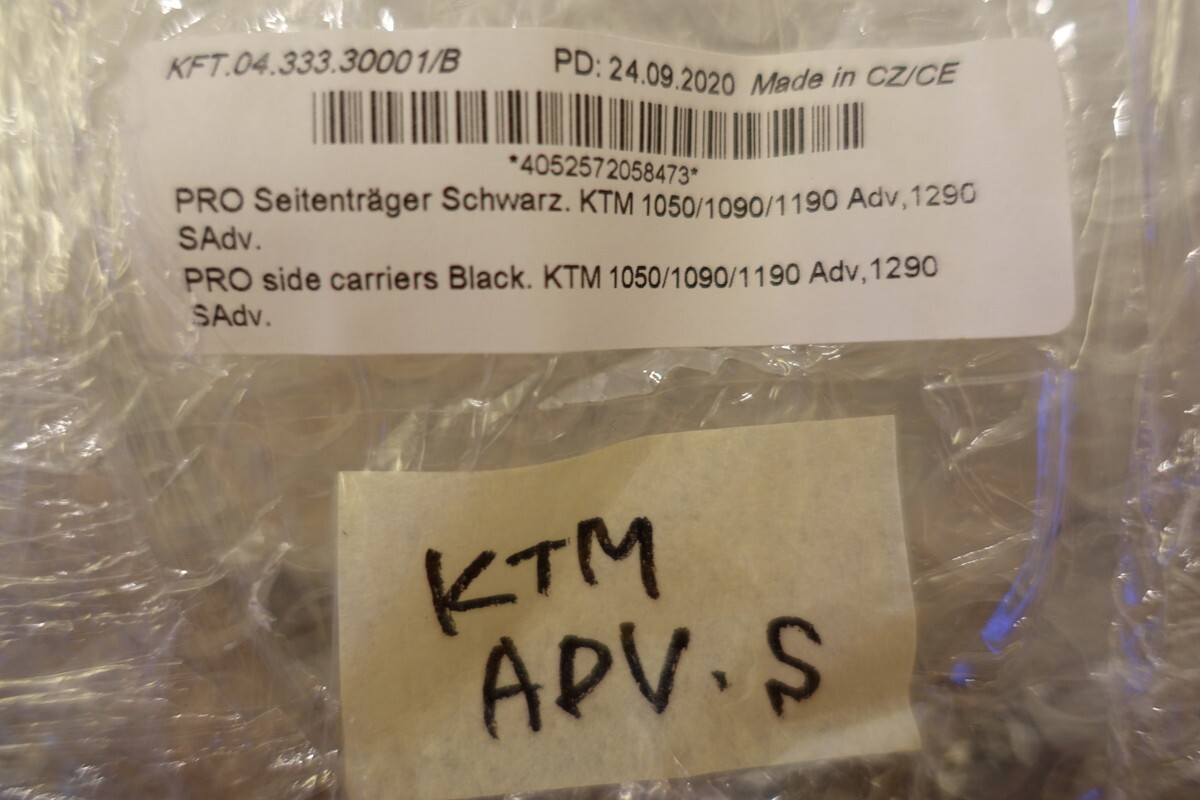 KFT.04.333.30001/B PD: 24.09.2020 Made in CZ/CE
*4052572058473*
PRO Seitenträger Schwarz. KTM 1050/1090/1190 Adv,1290
SAdv.
PRO side carriers Black. KTM 1050/1090/1190 Adv,1290
SAdv.
KTM
ADV.S